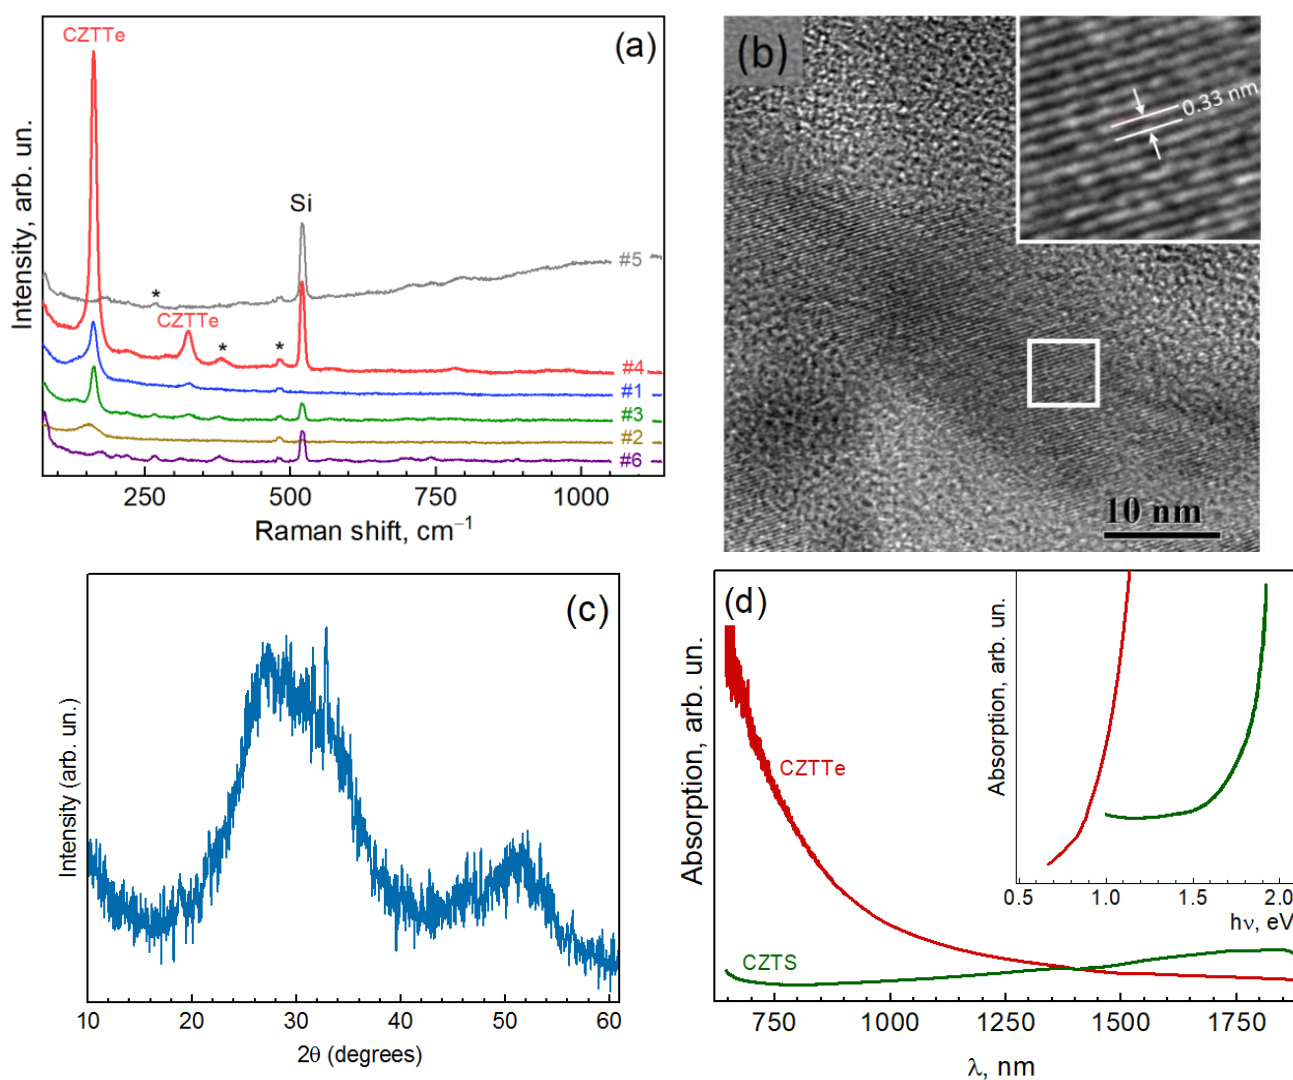 (a)
CZTTe
Si
#5
*
CZTTe
*
*
#4
#1
#3
#2
#6
250
500
750
1000
Raman shift, cm⁻¹
Intensity, arb. un.
(b)
0.33 nm
10 nm
(c)
Intensity (arb. un.)
10
20
30
40
50
60
2θ (degrees)
(d)
Absorption, arb. un.
CZTTe
CZTS
750
1000
1250
1500
1750
λ, nm
Absorption, arb. un.
0.5
1.0
1.5
2.0
hν, eV